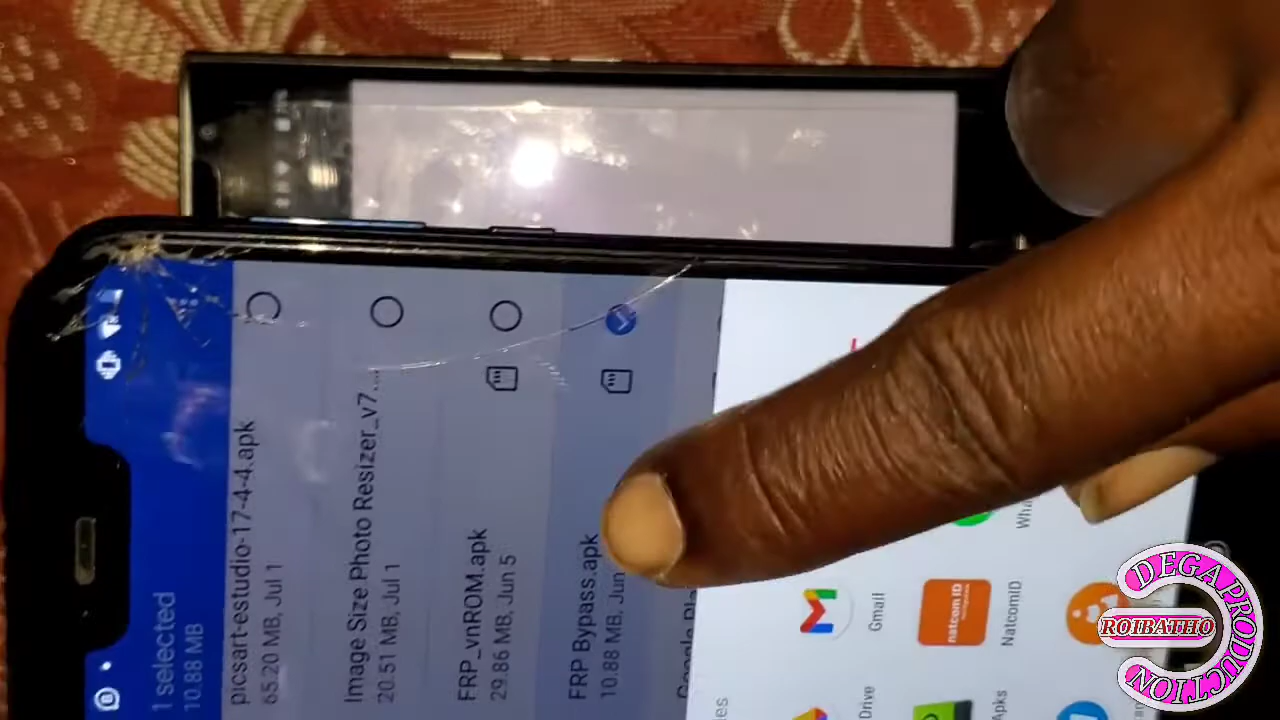 1 selected
10.88 MB
picsart-estudio-17-4-4.apk
65.20 MB, Jul 1
Image Size Photo Resizer_v7....
20.51 MB, Jul 1
FRP_vnROM.apk
29.86 MB, Jun 5
FRP Bypass.apk
10.88 MB, Jun
Google
Gmail
natcom ID
NatcomID
Drive
Apks
DEGA PRODUCTION
ROIBATHO